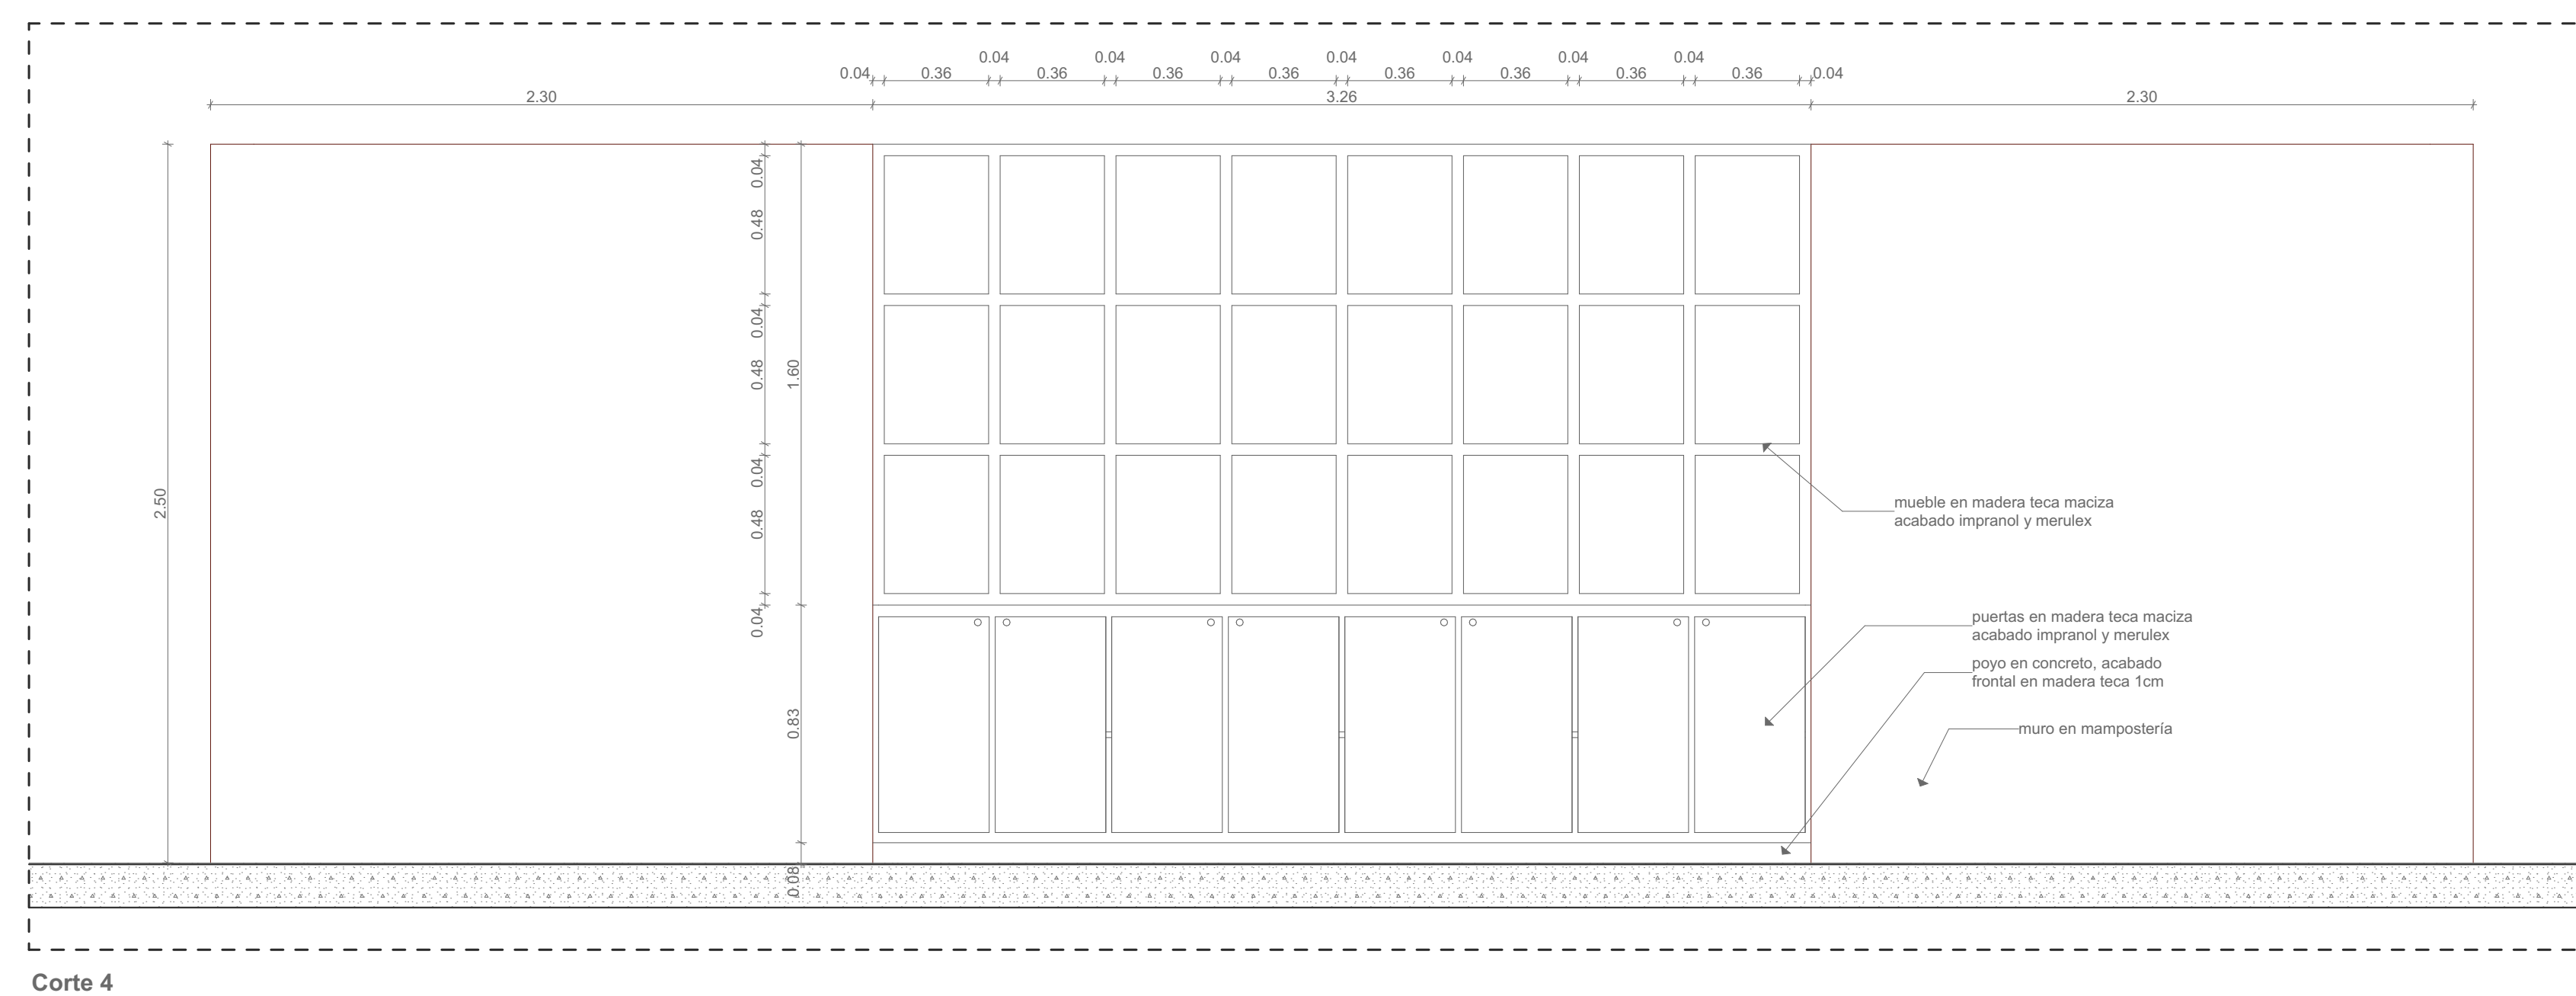 0.04 0.04 0.04 0.04 0.04 0.04 0.04
0.04 0.36 0.36 0.36 0.36 0.36 0.36 0.36 0.36 0.04
2.30 3.26 2.30
0.04
0.48
0.04
0.48
1.60
0.04
0.48
2.50
0.04
0.83
0.08
mueble en madera teca maciza
acabado impranol y merulex
puertas en madera teca maciza
acabado impranol y merulex
poyo en concreto, acabado
frontal en madera teca 1cm
muro en mampostería
Corte 4